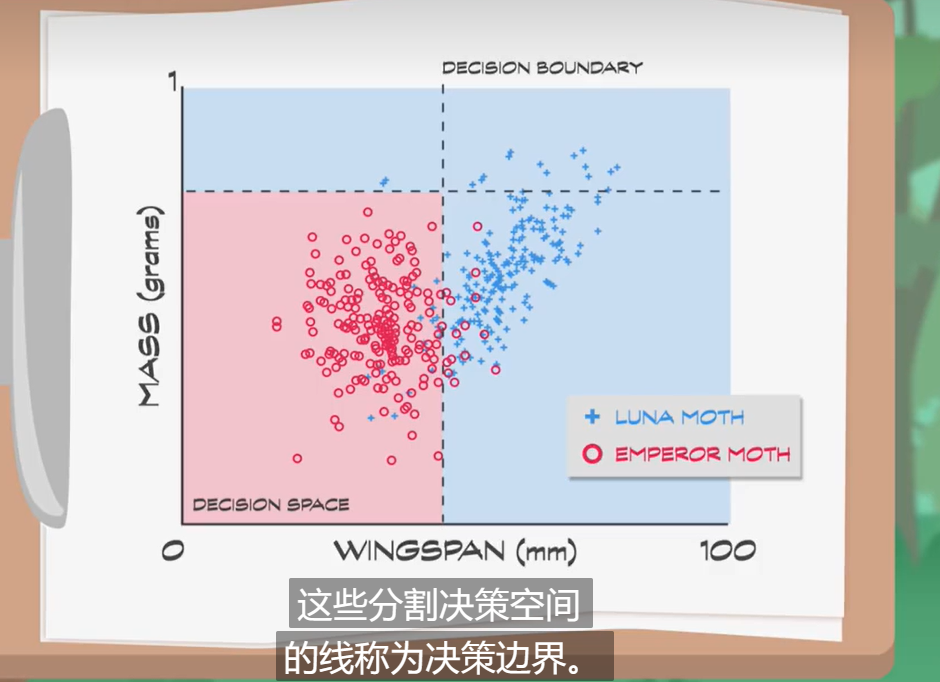 DECISION BOUNDARY
1
MASS (grams)
LUNA MOTH
EMPEROR MOTH
DECISION SPACE
0
WINGSPAN (mm)
100
这些分割决策空间
的线称为决策边界。